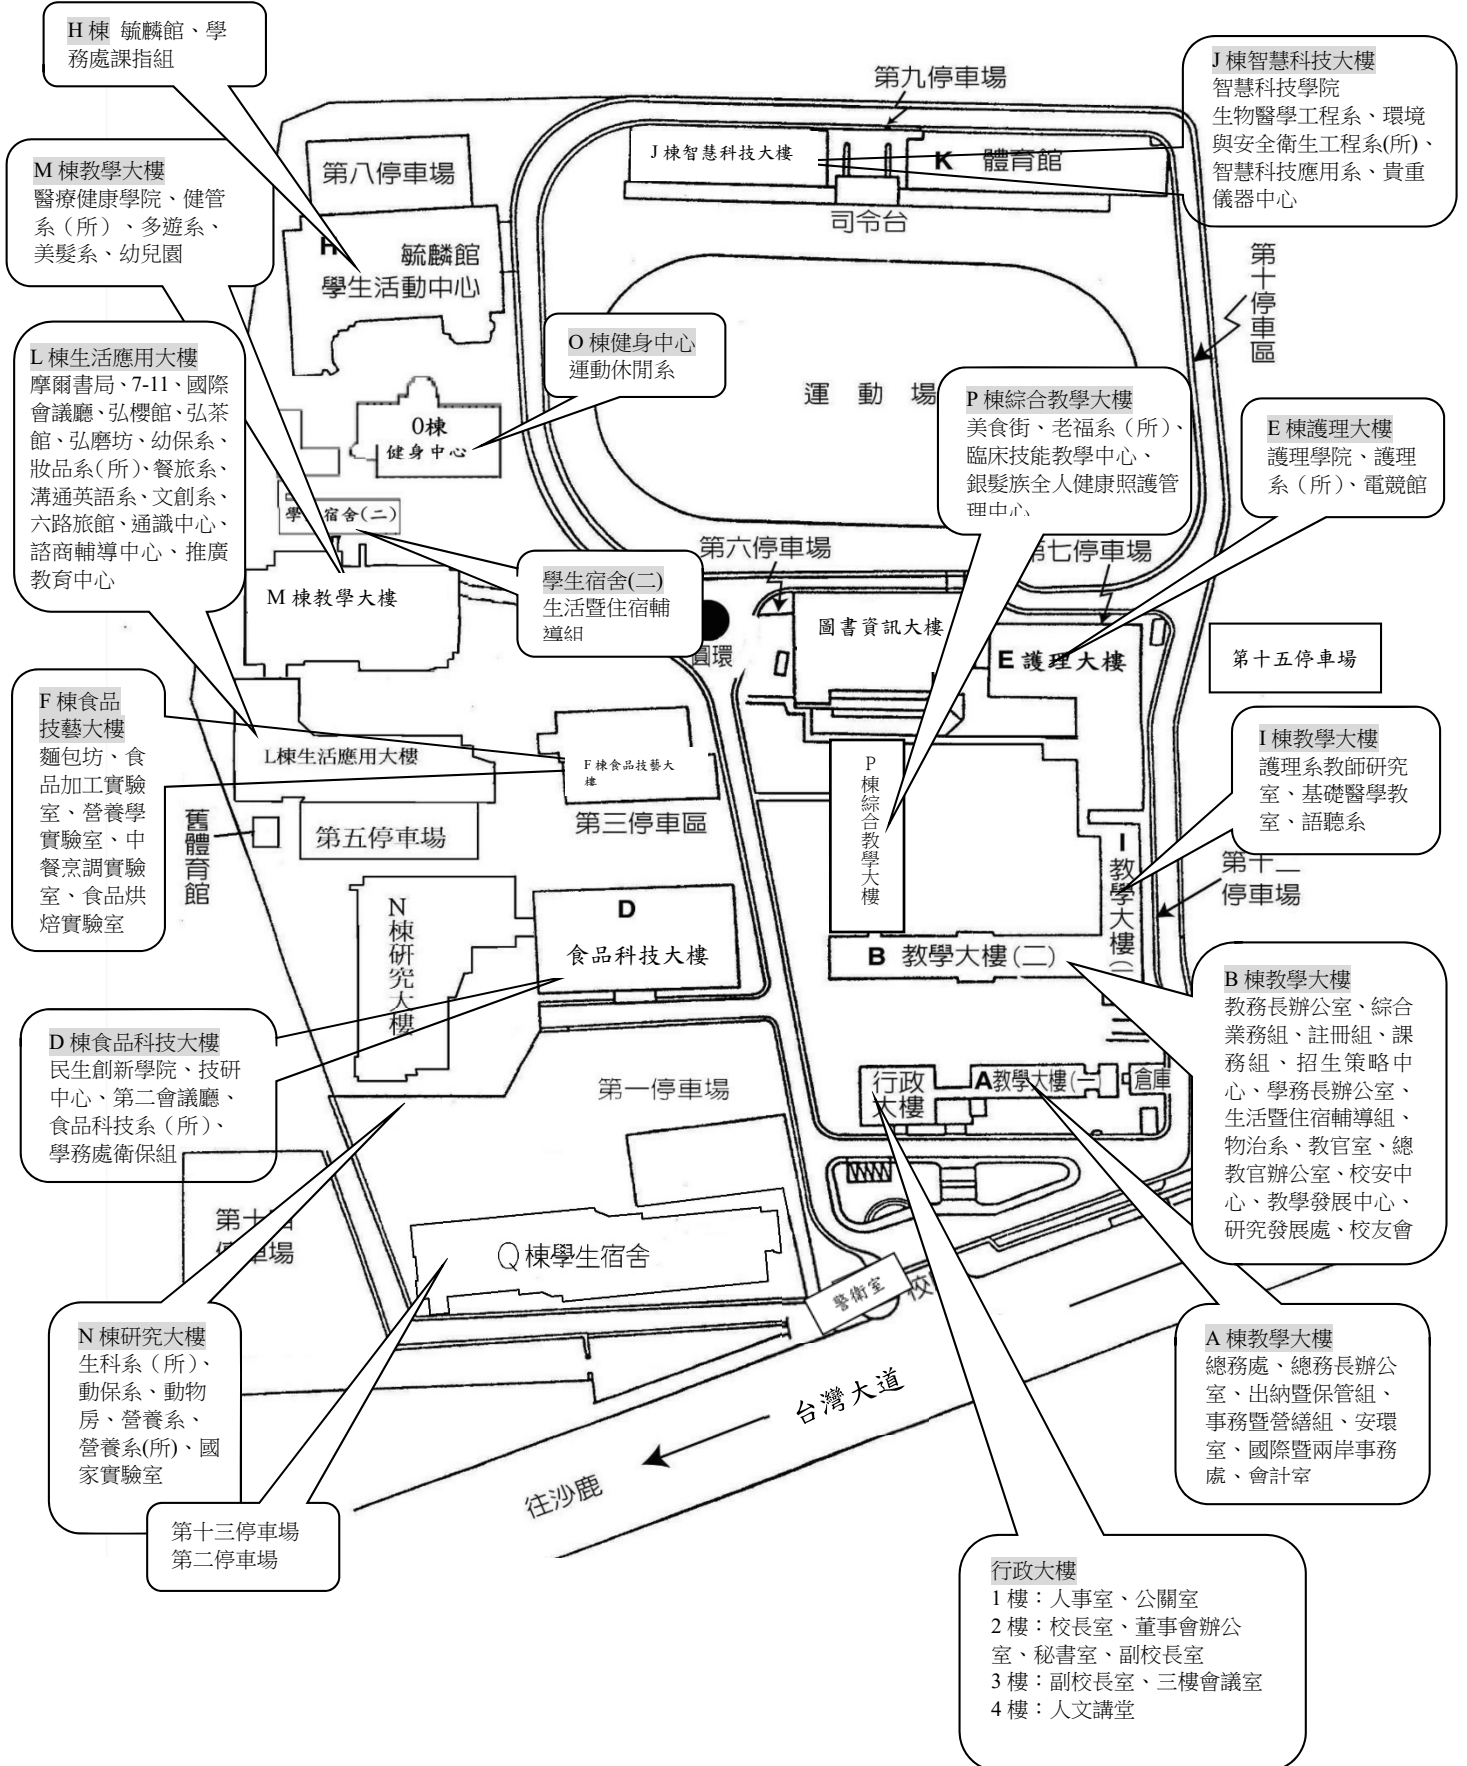 H 棟 毓麟館、學
務處課指組
第九停車場
J 棟智慧科技大樓
智慧科技學院
生物醫學工程系、環境
與安全衛生工程系(所)、
智慧科技應用系、貴重
儀器中心
M 棟教學大樓
醫療健康學院、健管
系（所）、多遊系、
美髮系、幼兒園
第八停車場
J 棟智慧科技大樓
K 體育館
司令台
H 毓麟館
學生活動中心
第十停車區
L 棟生活應用大樓
摩爾書局、7-11、國際
會議廳、弘櫻館、弘茶
館、弘磨坊、幼保系、
妝品系(所)、餐旅系、
溝通英語系、文創系、
六路旅館、通識中心、
諮商輔導中心、推廣
教育中心
O 棟健身中心
運動休閒系
運動場
P 棟綜合教學大樓
美食街、老福系（所）、
臨床技能教學中心、
銀髮族全人健康照護管
理中心
E 棟護理大樓
護理學院、護理
系（所）、電競館
O棟
健身中心
宿舍(二)
第六停車場
七停車場
學生宿舍(二)
生活暨住宿輔
導組
M 棟教學大樓
圖書資訊大樓
圓環
E 護理大樓
第十五停車場
F 棟食品
技藝大樓
麵包坊、食
品加工實驗
室、營養學
實驗室、中
餐烹調實驗
室、食品烘
焙實驗室
L棟生活應用大樓
F 棟食品技藝大
樓
P棟綜合教學大樓
I 棟教學大樓
護理系教師研究
室、基礎醫學教
室、語聽系
舊體育館
第五停車場
第三停車區
I 教學大樓(一
第十二
停車場
N棟研究大樓
D
食品科技大樓
B 教學大樓(二)
B 棟教學大樓
教務長辦公室、綜合
業務組、註冊組、課
務組、招生策略中
心、學務長辦公室、
生活暨住宿輔導組、
物治系、教官室、總
教官辦公室、校安中
心、教學發展中心、
研究發展處、校友會
D 棟食品科技大樓
民生創新學院、技研
中心、第二會議廳、
食品科技系（所）、
學務處衛保組
第一停車場
行政
大樓
A教學大樓(一)
倉庫
第十四
停車場
Q棟學生宿舍
警衛室
校
N 棟研究大樓
生科系（所）、
動保系、動物
房、營養系、
營養系(所)、國
家實驗室
A 棟教學大樓
總務處、總務長辦公
室、出納暨保管組、
事務暨營繕組、安環
室、國際暨兩岸事務
處、會計室
台灣大道
往沙鹿
第十三停車場
第二停車場
行政大樓
1 樓：人事室、公關室
2 樓：校長室、董事會辦公
室、秘書室、副校長室
3 樓：副校長室、三樓會議室
4 樓：人文講堂